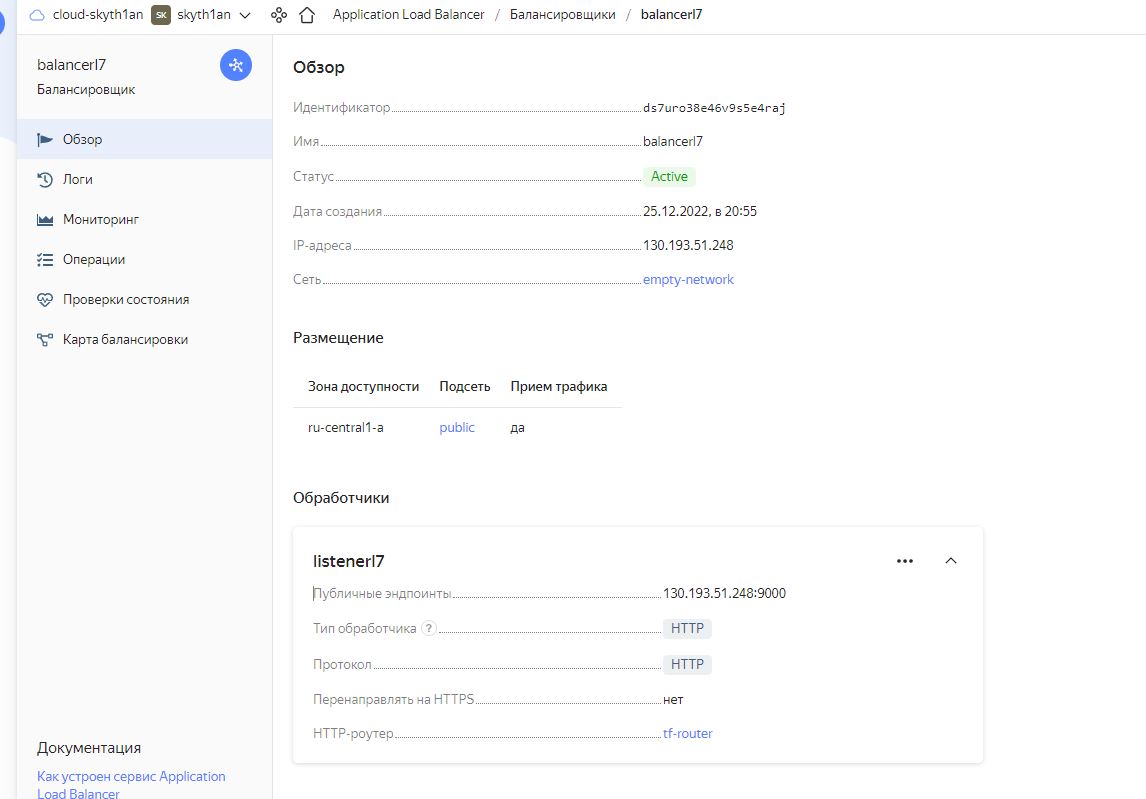 cloud-skyth1an SK skyth1an Application Load Balancer / Балансировщики / balancerl7
balancerl7
Балансировщик
Обзор
Логи
Мониторинг
Операции
Проверки состояния
Карта балансировки
Документация
Как устроен сервис Application
Load Balancer
Обзор
Идентификатор ds7uro38e46v9s5e4raj
Имя balancerl7
Статус Active
Дата создания 25.12.2022, в 20:55
IP-адреса 130.193.51.248
Сеть empty-network
Размещение
Зона доступности Подсеть Прием трафика
ru-central1-a public да
Обработчики
listenerl7
Публичные эндпоинты 130.193.51.248:9000
Тип обработчика ? HTTP
Протокол HTTP
Перенаправлять на HTTPS нет
HTTP-роутер tf-router